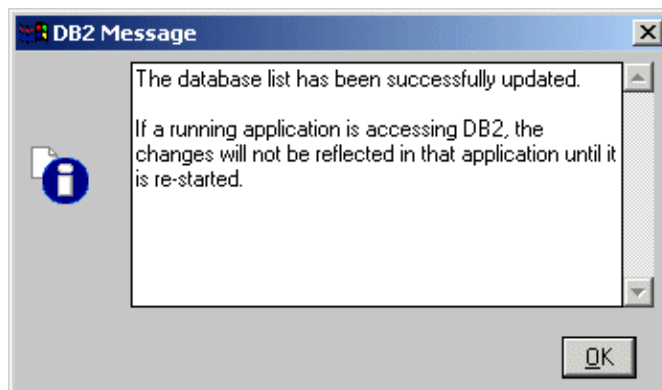 DB2 Message
The database list has been successfully updated.
If a running application is accessing DB2, the
changes will not be reflected in that application until it
is re-started.
OK